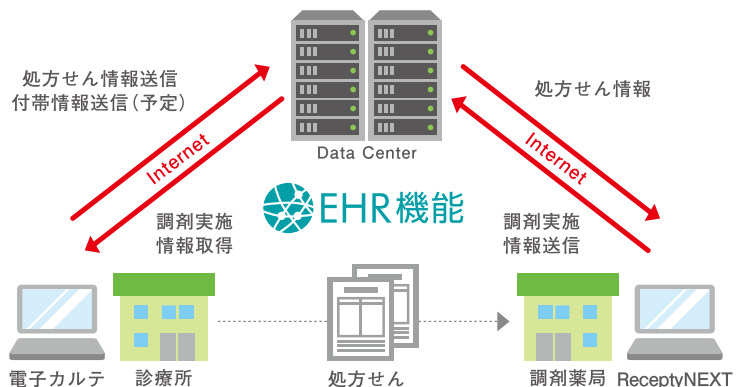 処方せん情報送信
付帯情報送信（予定）
Internet
Data Center
処方せん情報
Internet
EHR機能
調剤実施
情報取得
調剤実施
情報送信
電子カルテ
診療所
処方せん
調剤薬局
ReceptyNEXT